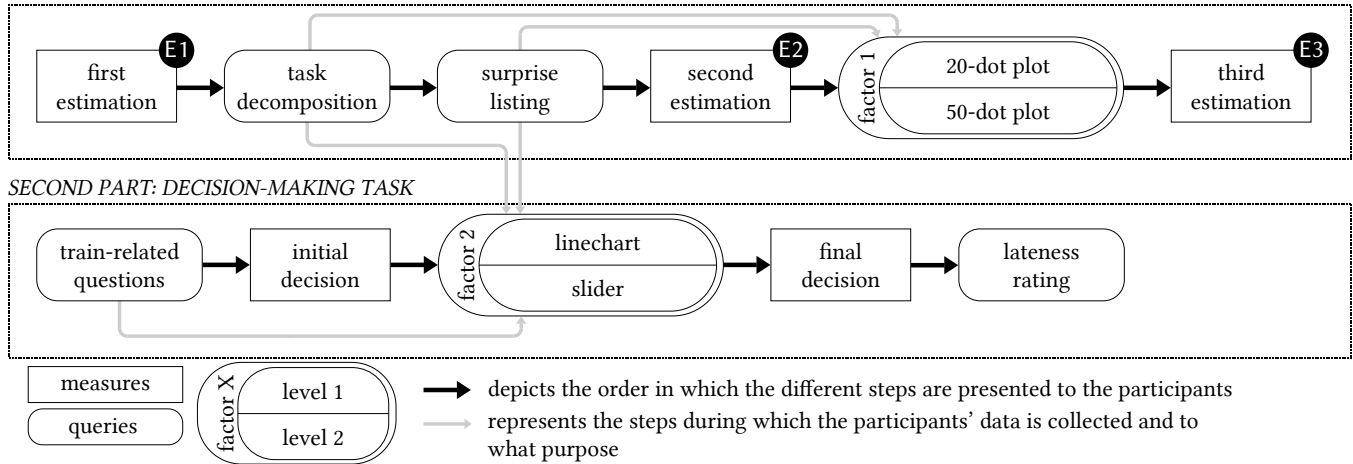 E1
first
estimation
task
decomposition
surprise
listing
E2
second
estimation
factor 1
20-dot plot
50-dot plot
E3
third
estimation
SECOND PART: DECISION-MAKING TASK
train-related
questions
initial
decision
factor 2
linechart
slider
final
decision
lateness
rating
measures
queries
factor X
level 1
level 2
depicts the order in which the different steps are presented to the participants
represents the steps during which the participants' data is collected and to
what purpose